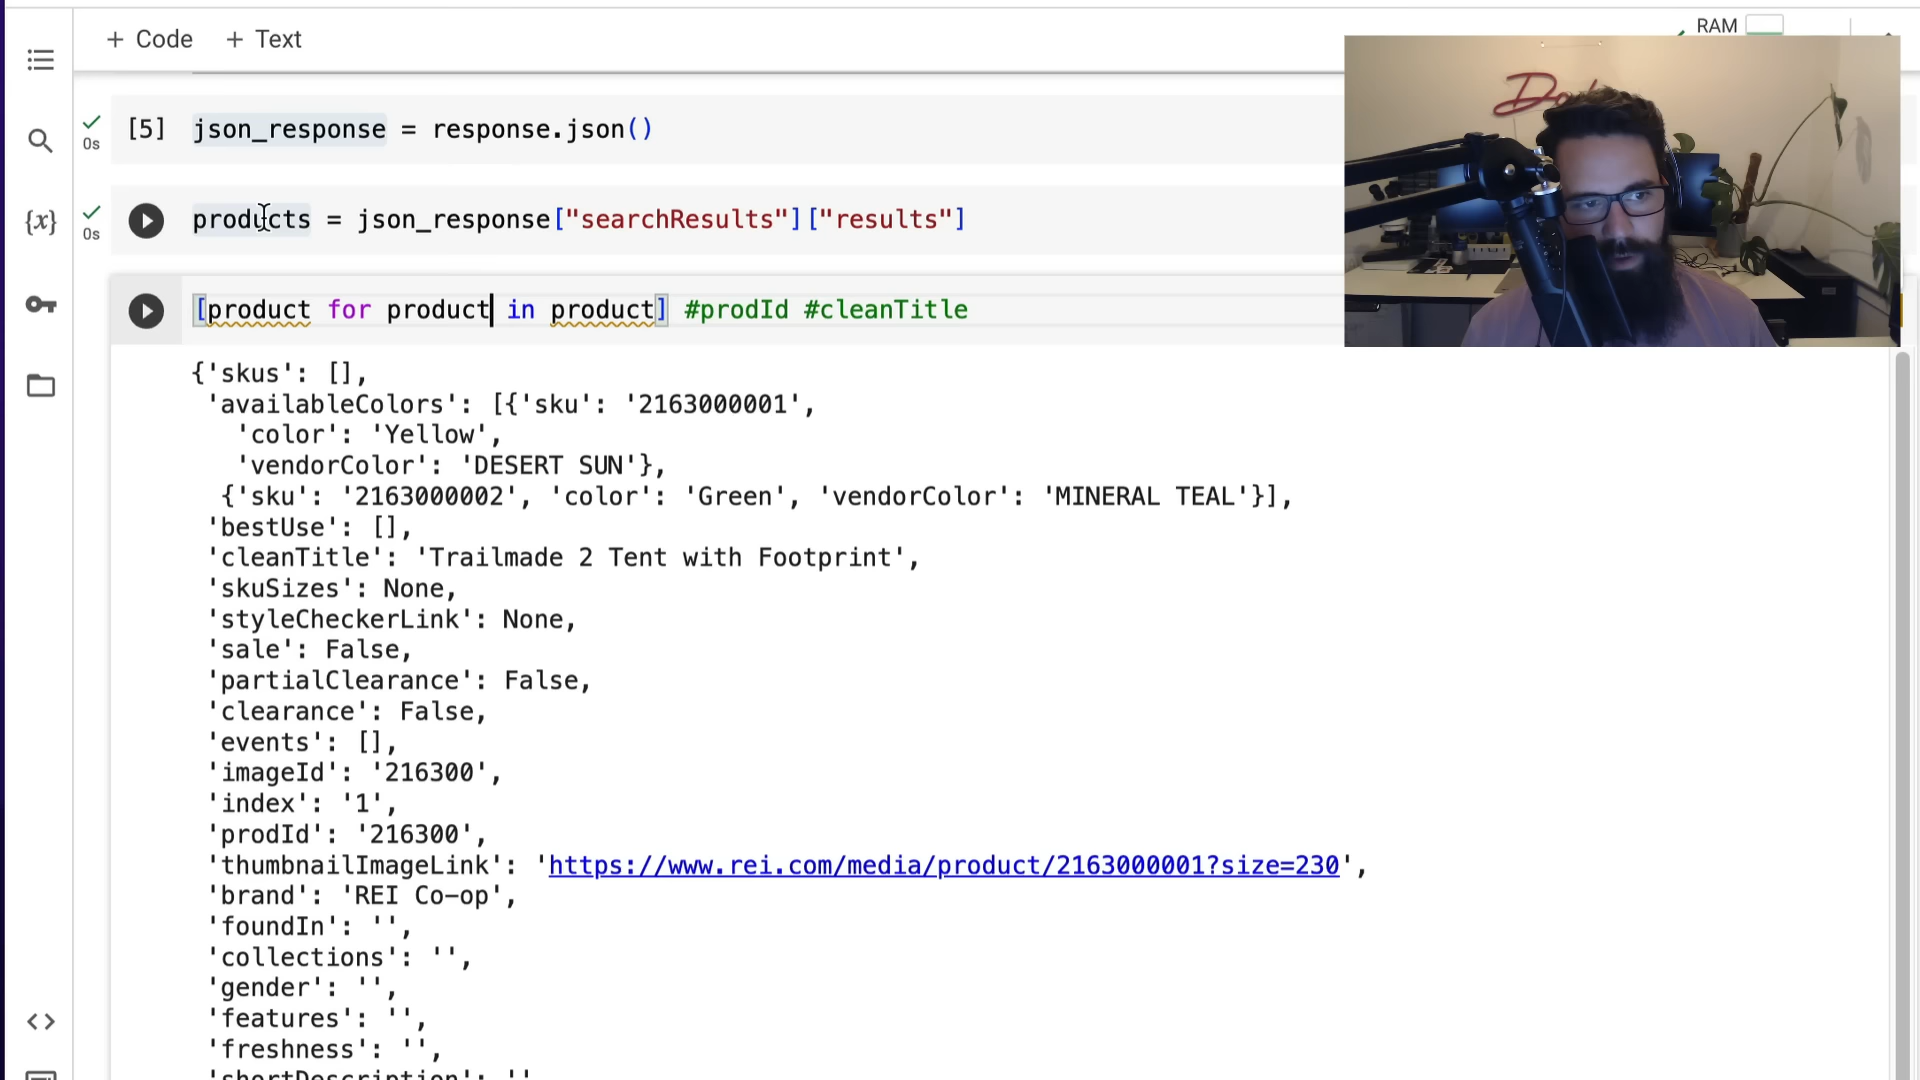 + Code + Text
RAM
0s
[5] json_response = response.json()
0s
products = json_response["searchResults"]["results"]
[product for product in product] #prodId #cleanTitle
{'skus': [],
'availableColors': [{'sku': '2163000001',
'color': 'Yellow',
'vendorColor': 'DESERT SUN'},
{'sku': '2163000002', 'color': 'Green', 'vendorColor': 'MINERAL TEAL'}],
'bestUse': [],
'cleanTitle': 'Trailmade 2 Tent with Footprint',
'skuSizes': None,
'styleCheckerLink': None,
'sale': False,
'partialClearance': False,
'clearance': False,
'events': [],
'imageId': '216300',
'index': '1',
'prodId': '216300',
'thumbnailImageLink': 'https://www.rei.com/media/product/2163000001?size=230',
'brand': 'REI Co-op',
'foundIn': '',
'collections': '',
'gender': '',
'features': '',
'freshness': '',
'shortDescription': ''